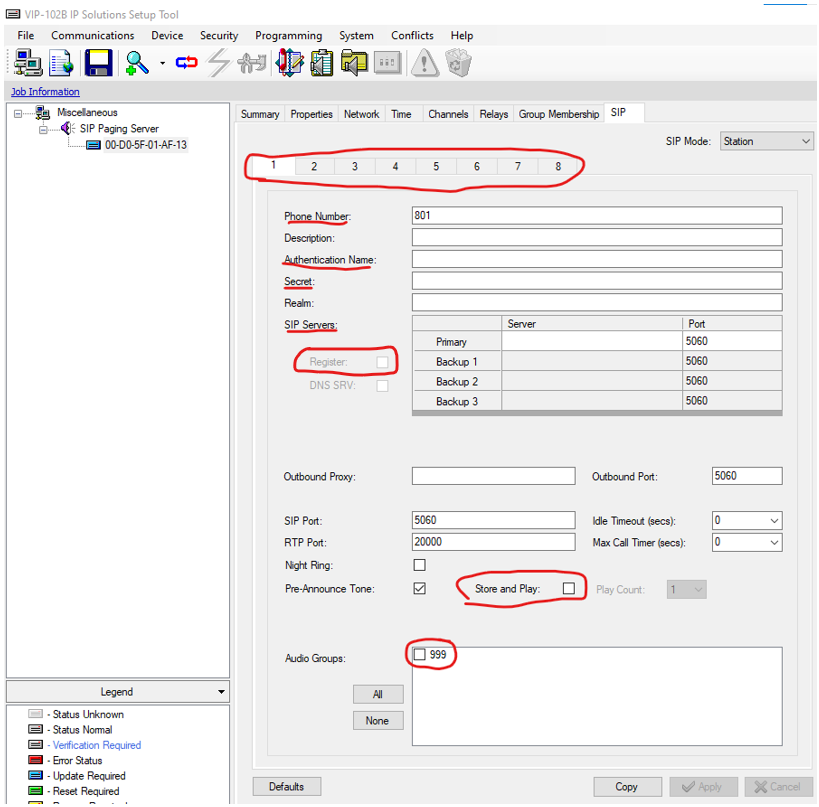 VIP-102B IP Solutions Setup Tool
File Communications Device Security Programming System Conflicts Help
Job Information
Miscellaneous
SIP Paging Server
00-D0-5F-01-AF-13
Summary Properties Network Time Channels Relays Group Membership SIP
SIP Mode: Station
1 2 3 4 5 6 7 8
Phone Number: 801
Description:
Authentication Name:
Secret:
Realm:
SIP Servers: Server Port
Primary 5060
Register: Backup 1 5060
DNS SRV: Backup 2 5060
Backup 3 5060
Outbound Proxy: Outbound Port: 5060
SIP Port: 5060 Idle Timeout (secs): 0
RTP Port: 20000 Max Call Timer (secs): 0
Night Ring:
Pre-Announce Tone: Store and Play: Play Count: 1
Audio Groups: 999
All
None
Legend
- Status Unknown
- Status Normal
- Verification Required
- Error Status
- Update Required
- Reset Required
Defaults Copy Apply Cancel